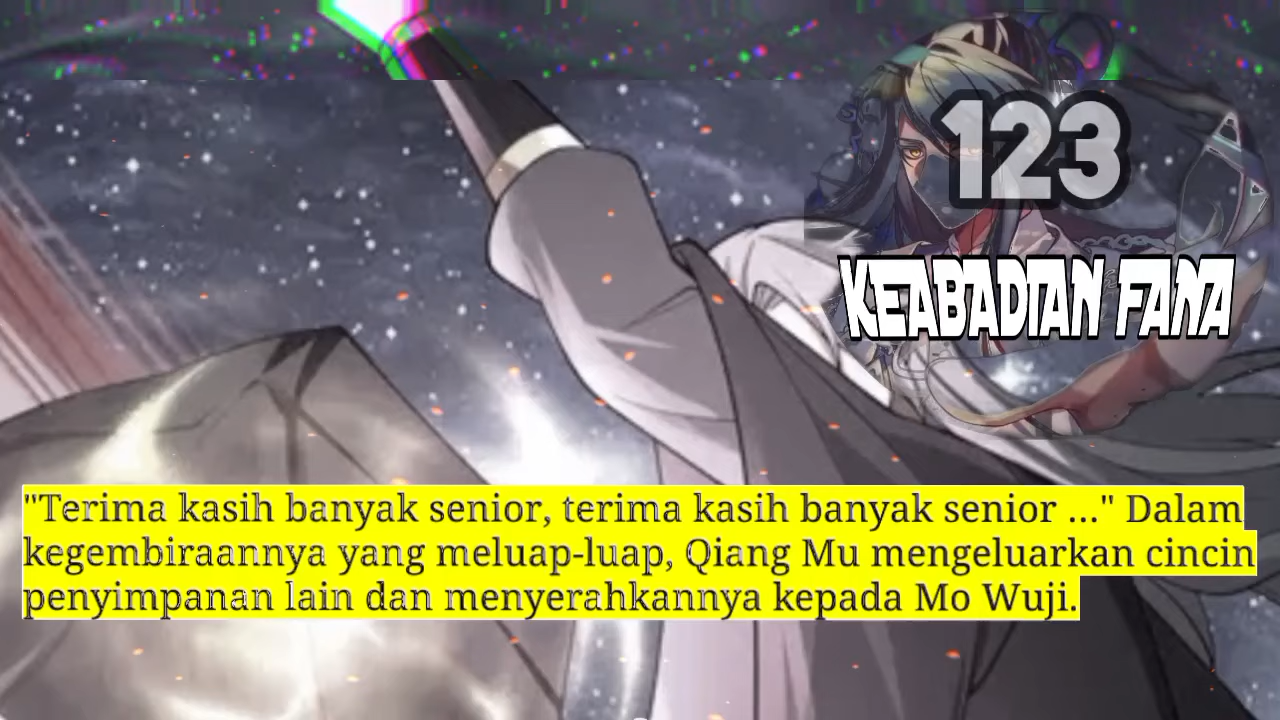 123
KEABADIAN FANA
"Terima kasih banyak senior, terima kasih banyak senior ..." Dalam
kegembiraannya yang meluap-luap, Qiang Mu mengeluarkan cincin
penyimpanan lain dan menyerahkannya kepada Mo Wuji.